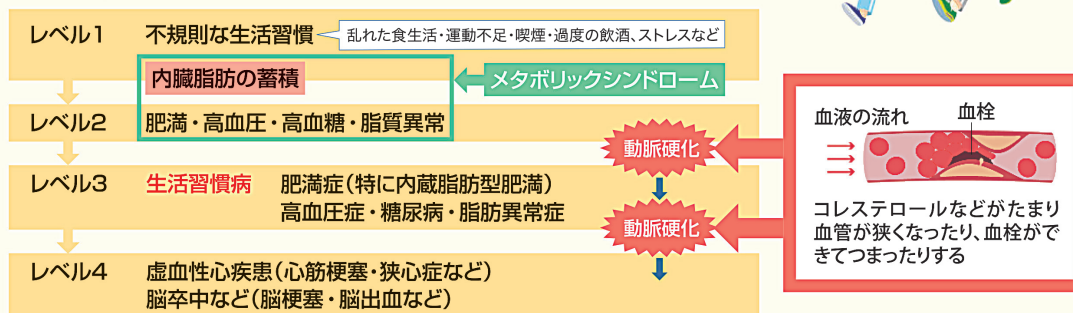 レベル1 不規則な生活習慣 乱れた食生活・運動不足・喫煙・過度の飲酒、ストレスなど
内臓脂肪の蓄積 メタボリックシンドローム
レベル2 肥満・高血圧・高血糖・脂質異常
動脈硬化
レベル3 生活習慣病 肥満症(特に内蔵脂肪型肥満)
高血圧症・糖尿病・脂肪異常症
動脈硬化
レベル4 虚血性心疾患(心筋梗塞・狭心症など)
脳卒中など(脳梗塞・脳出血など)
血液の流れ 血栓
コレステロールなどがたまり
血管が狭くなったり、血栓がで
きてつまったりする